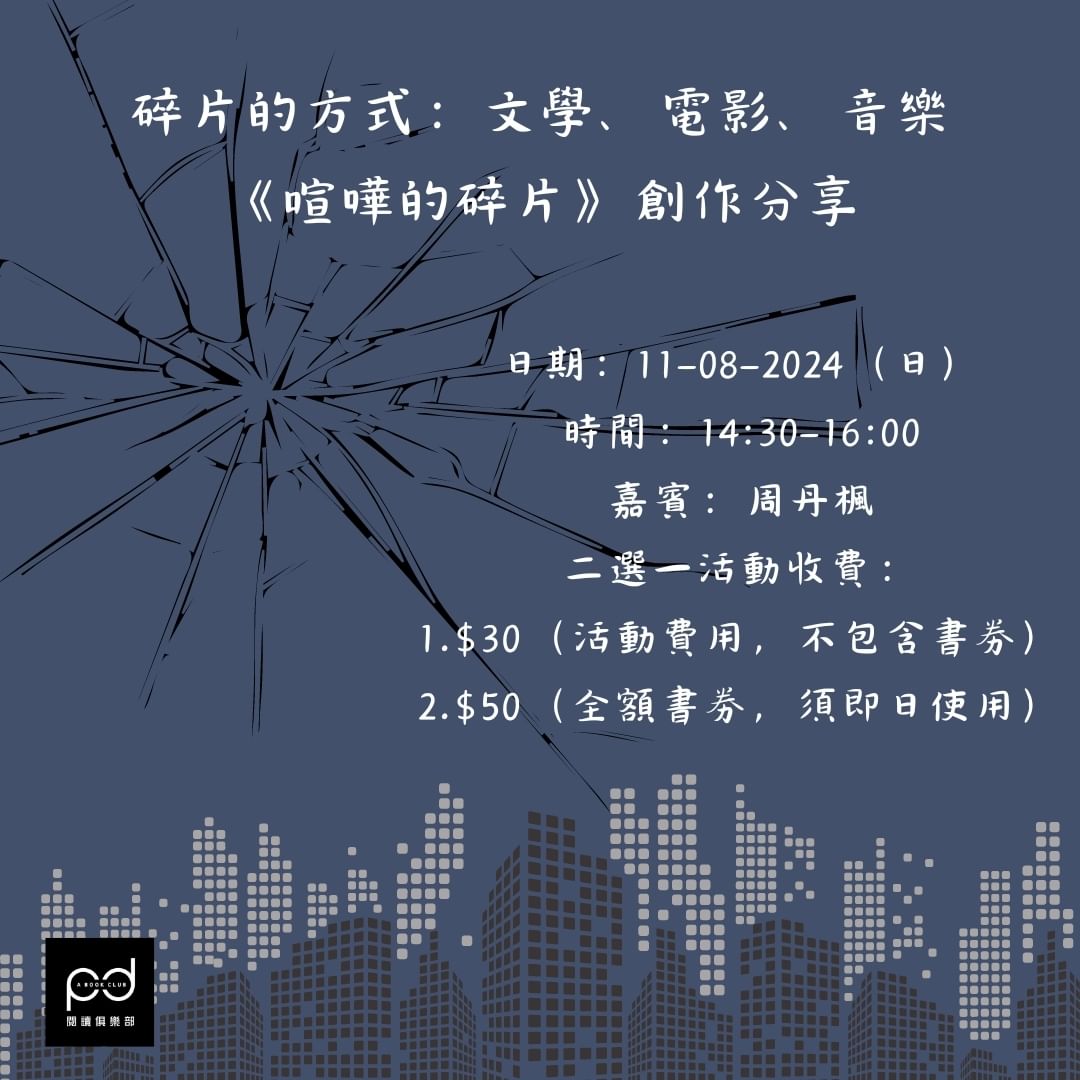 碎片的方式：文學、電影、音樂
《喧嘩的碎片》創作分享
日期：11-08-2024（日）
時間：14:30-16:00
嘉賓：周丹楓
二選一活動收費：
1.$30（活動費用，不包含書券）
2.$50（全額書券，須即日使用）
pd
A BOOK CLUB
閱讀俱樂部